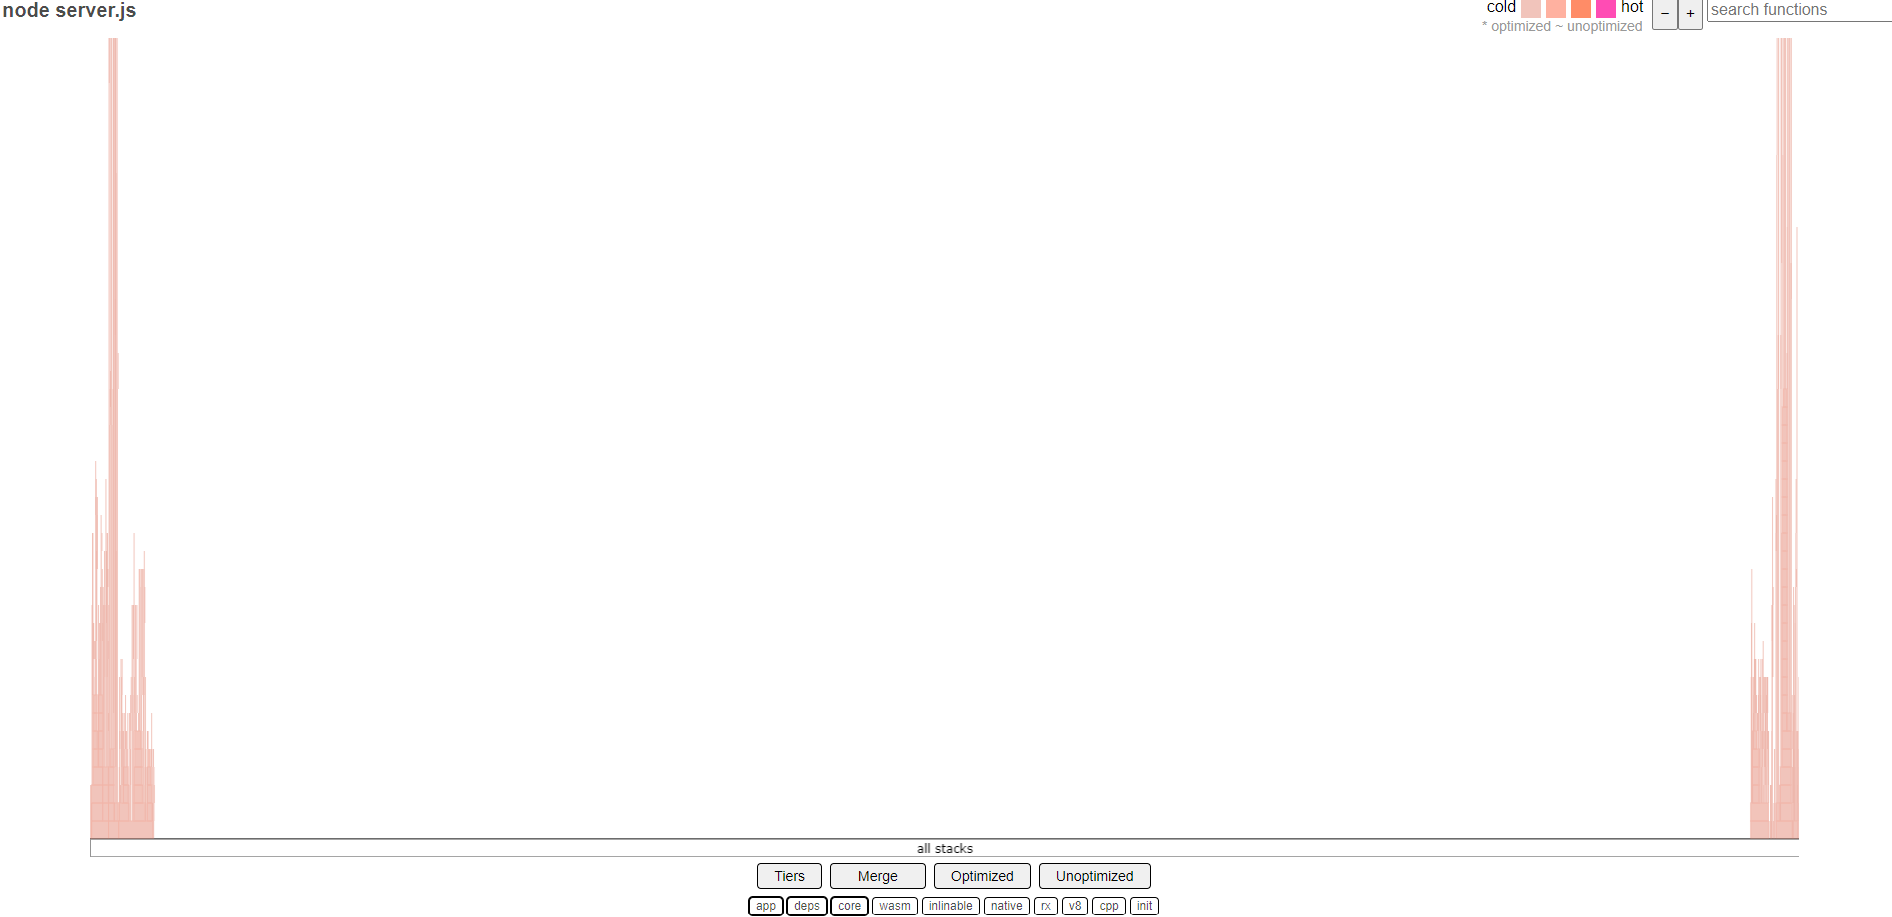 node server.js
cold hot − + search functions
* optimized ~ unoptimized
all stacks
Tiers Merge Optimized Unoptimized
app deps core wasm inlinable native rx v8 cpp init